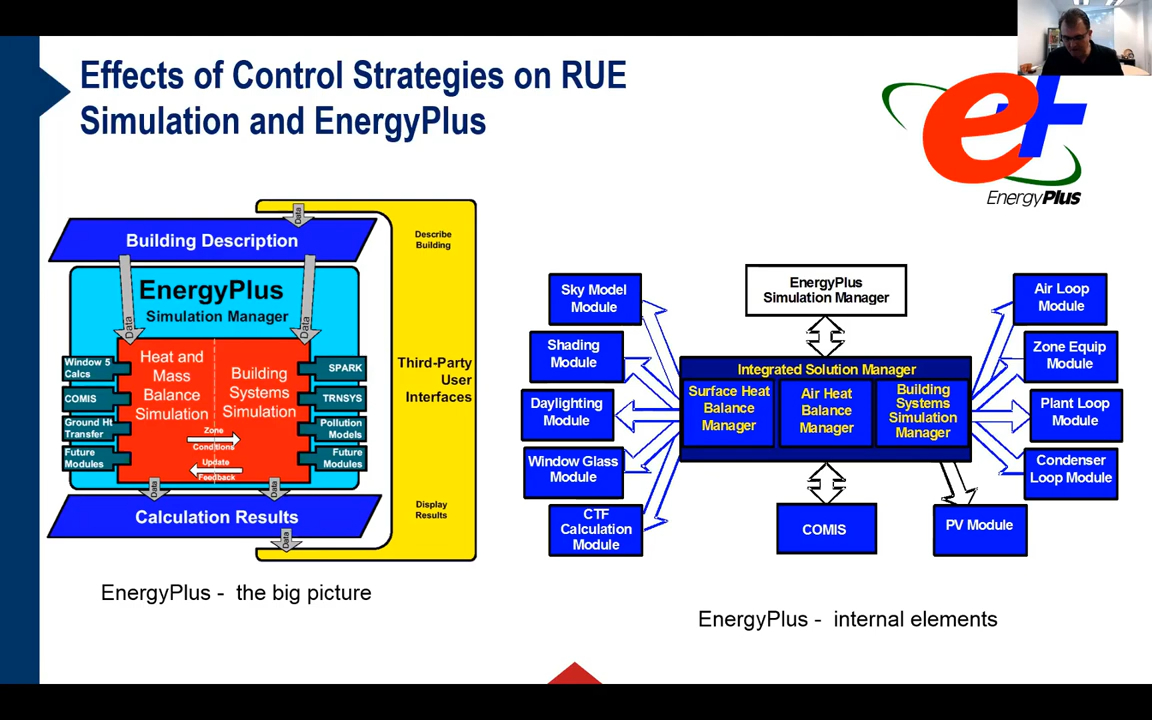 Effects of Control Strategies on RUE
Simulation and EnergyPlus
e+
EnergyPlus
Data
Building Description
Describe
Building
EnergyPlus
Simulation Manager
Data
Data
Window 5
Calcs
COMIS
Ground Ht
Transfer
Future
Modules
Heat and
Mass
Balance
Simulation
Building
Systems
Simulation
Zone
Conditions
Update
Feedback
SPARK
TRNSYS
Pollution
Models
Future
Modules
Third-Party
User
Interfaces
Data
Data
Calculation Results
Display
Results
Data
EnergyPlus - the big picture
EnergyPlus
Simulation Manager
Sky Model
Module
Shading
Module
Daylighting
Module
Window Glass
Module
CTF
Calculation
Module
Integrated Solution Manager
Surface Heat
Balance
Manager
Air Heat
Balance
Manager
Building
Systems
Simulation
Manager
Air Loop
Module
Zone Equip
Module
Plant Loop
Module
Condenser
Loop Module
COMIS
PV Module
EnergyPlus - internal elements